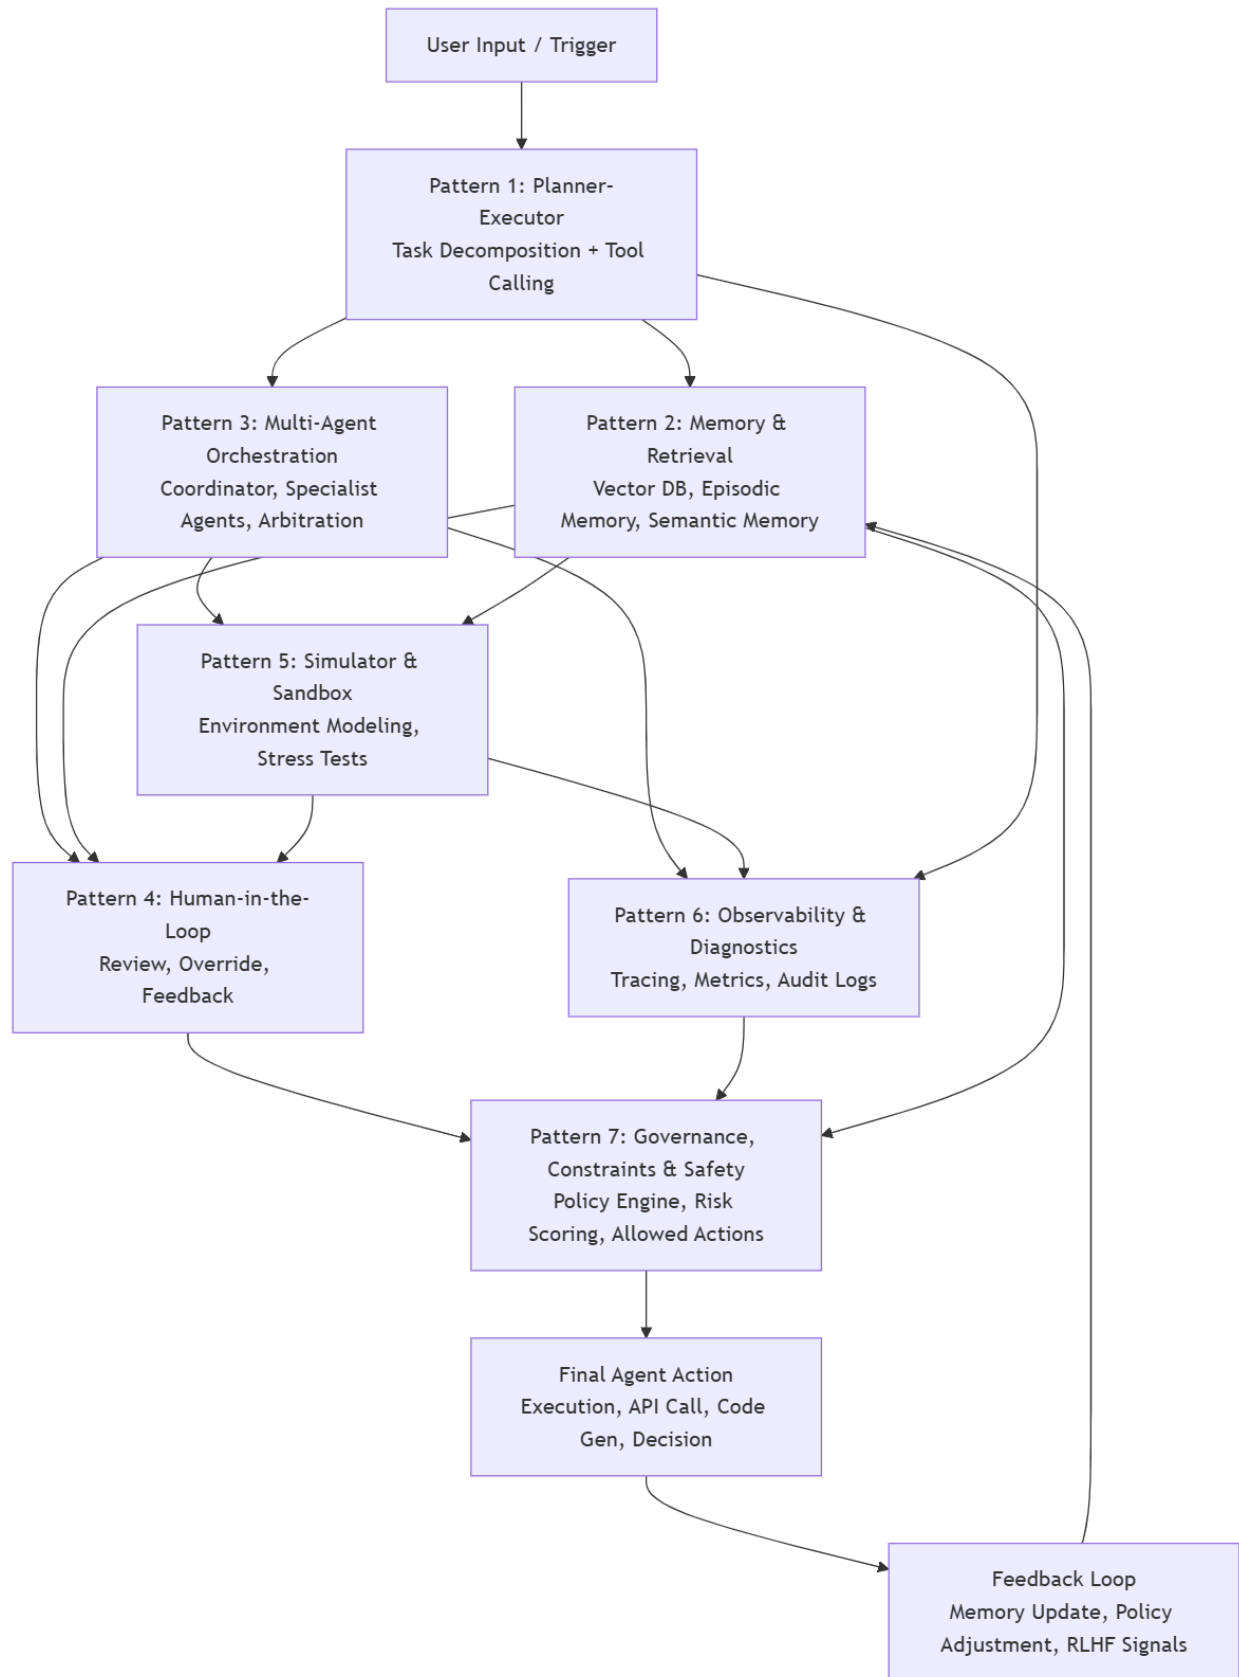 User Input / Trigger
Pattern 1: Planner-
Executor
Task Decomposition + Tool
Calling
Pattern 3: Multi-Agent
Orchestration
Coordinator, Specialist
Agents, Arbitration
Pattern 2: Memory &
Retrieval
Vector DB, Episodic
Memory, Semantic Memory
Pattern 5: Simulator &
Sandbox
Environment Modeling,
Stress Tests
Pattern 4: Human-in-the-
Loop
Review, Override,
Feedback
Pattern 6: Observability &
Diagnostics
Tracing, Metrics, Audit Logs
Pattern 7: Governance,
Constraints & Safety
Policy Engine, Risk
Scoring, Allowed Actions
Final Agent Action
Execution, API Call, Code
Gen, Decision
Feedback Loop
Memory Update, Policy
Adjustment, RLHF Signals